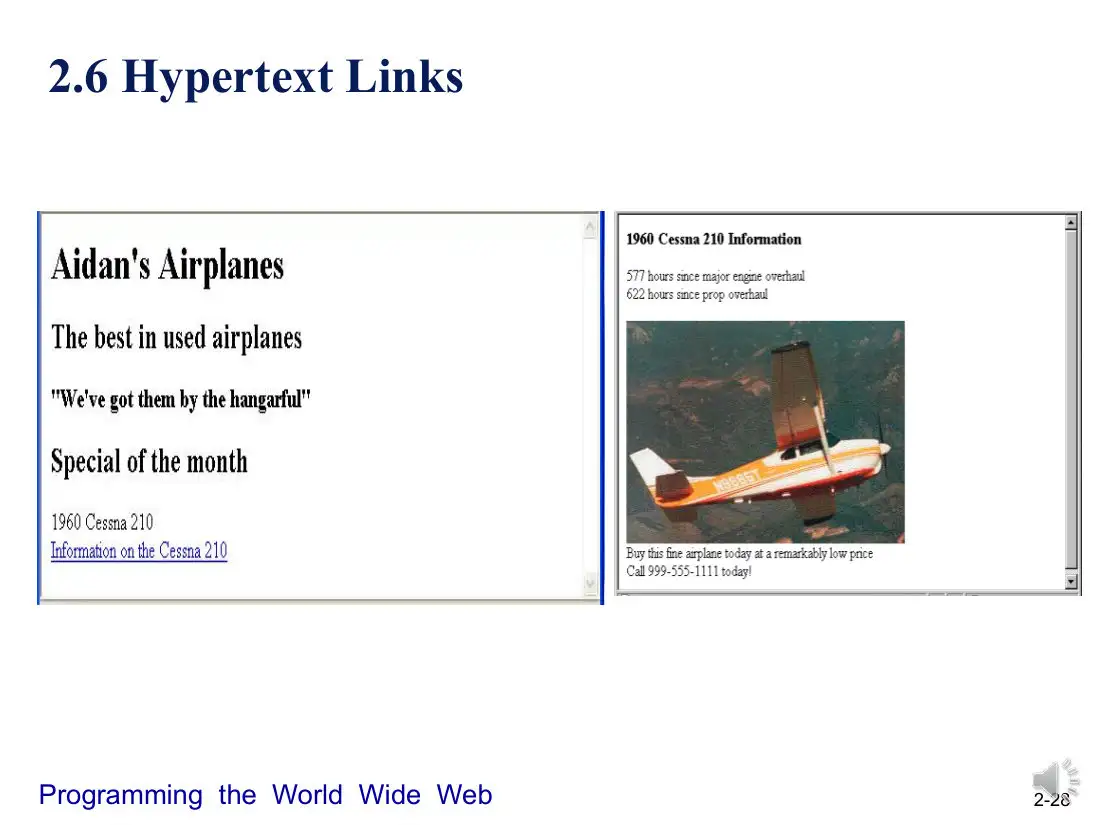 2.6 Hypertext Links
Aidan's Airplanes
The best in used airplanes
"We've got them by the hangarful"
Special of the month
1960 Cessna 210
Information on the Cessna 210
1960 Cessna 210 Information
577 hours since major engine overhaul
622 hours since prop overhaul
Buy this fine airplane today at a remarkably low price
Call 999-555-1111 today!
Programming the World Wide Web
2-28